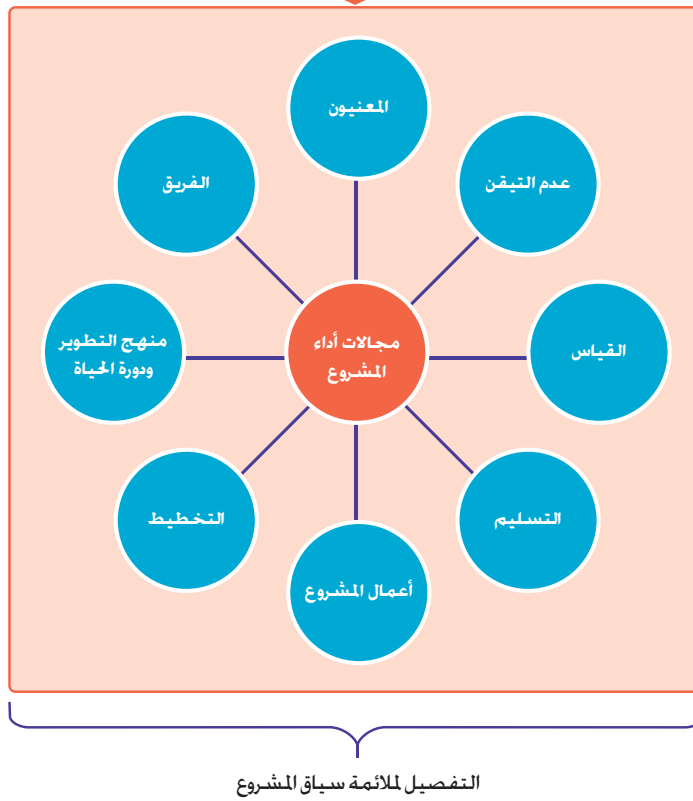 المعنيون
عدم التيقن
الفريق
القياس
مجالات أداء
المشروع
منهج التطوير
ودورة الحياة
التسليم
التخطيط
أعمال المشروع
التفصيل لملائمة سياق المشروع